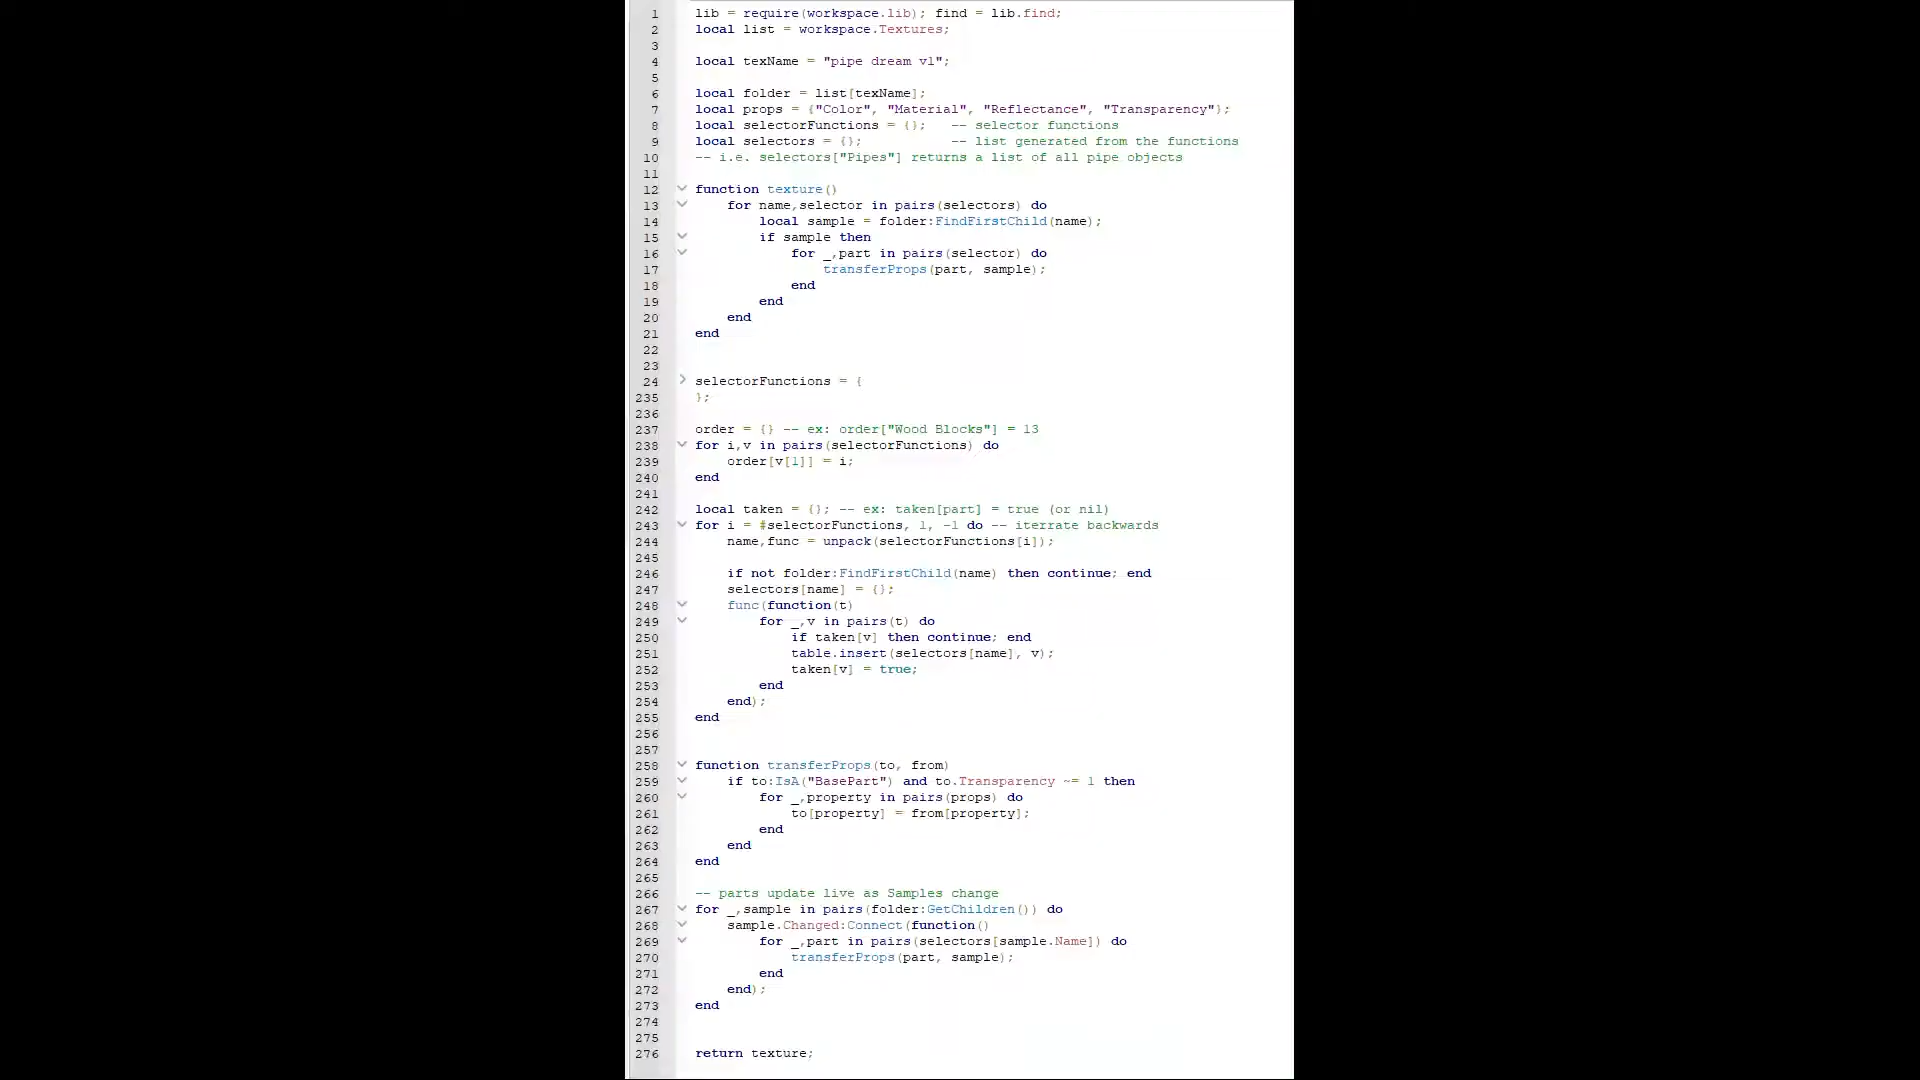 1 lib = require(workspace.lib); find = lib.find;
2 local list = workspace.Textures;
3
4 local texName = "pipe dream v1";
5
6 local folder = list[texName];
7 local props = {"Color", "Material", "Reflectance", "Transparency"};
8 local selectorFunctions = {};   -- selector functions
9 local selectors = {};           -- list generated from the functions
10 -- i.e. selectors["Pipes"] returns a list of all pipe objects
11
12 function texture()
13     for name,selector in pairs(selectors) do
14         local sample = folder:FindFirstChild(name);
15         if sample then
16             for _,part in pairs(selector) do
17                 transferProps(part, sample);
18             end
19         end
20     end
21 end
22
23
24 selectorFunctions = {
235 };
236
237 order = {} -- ex: order["Wood Blocks"] = 13
238 for i,v in pairs(selectorFunctions) do
239     order[v[1]] = i;
240 end
241
242 local taken = {}; -- ex: taken[part] = true (or nil)
243 for i = #selectorFunctions, 1, -1 do -- iterrate backwards
244     name,func = unpack(selectorFunctions[i]);
245
246     if not folder:FindFirstChild(name) then continue; end
247     selectors[name] = {};
248     func(function(t)
249         for _,v in pairs(t) do
250             if taken[v] then continue; end
251             table.insert(selectors[name], v);
252             taken[v] = true;
253         end
254     end);
255 end
256
257
258 function transferProps(to, from)
259     if to:IsA("BasePart") and to.Transparency ~= 1 then
260         for _,property in pairs(props) do
261             to[property] = from[property];
262         end
263     end
264 end
265
266 -- parts update live as Samples change
267 for _,sample in pairs(folder:GetChildren()) do
268     sample.Changed:Connect(function()
269         for _,part in pairs(selectors[sample.Name]) do
270             transferProps(part, sample);
271         end
272     end);
273 end
274
275
276 return texture;